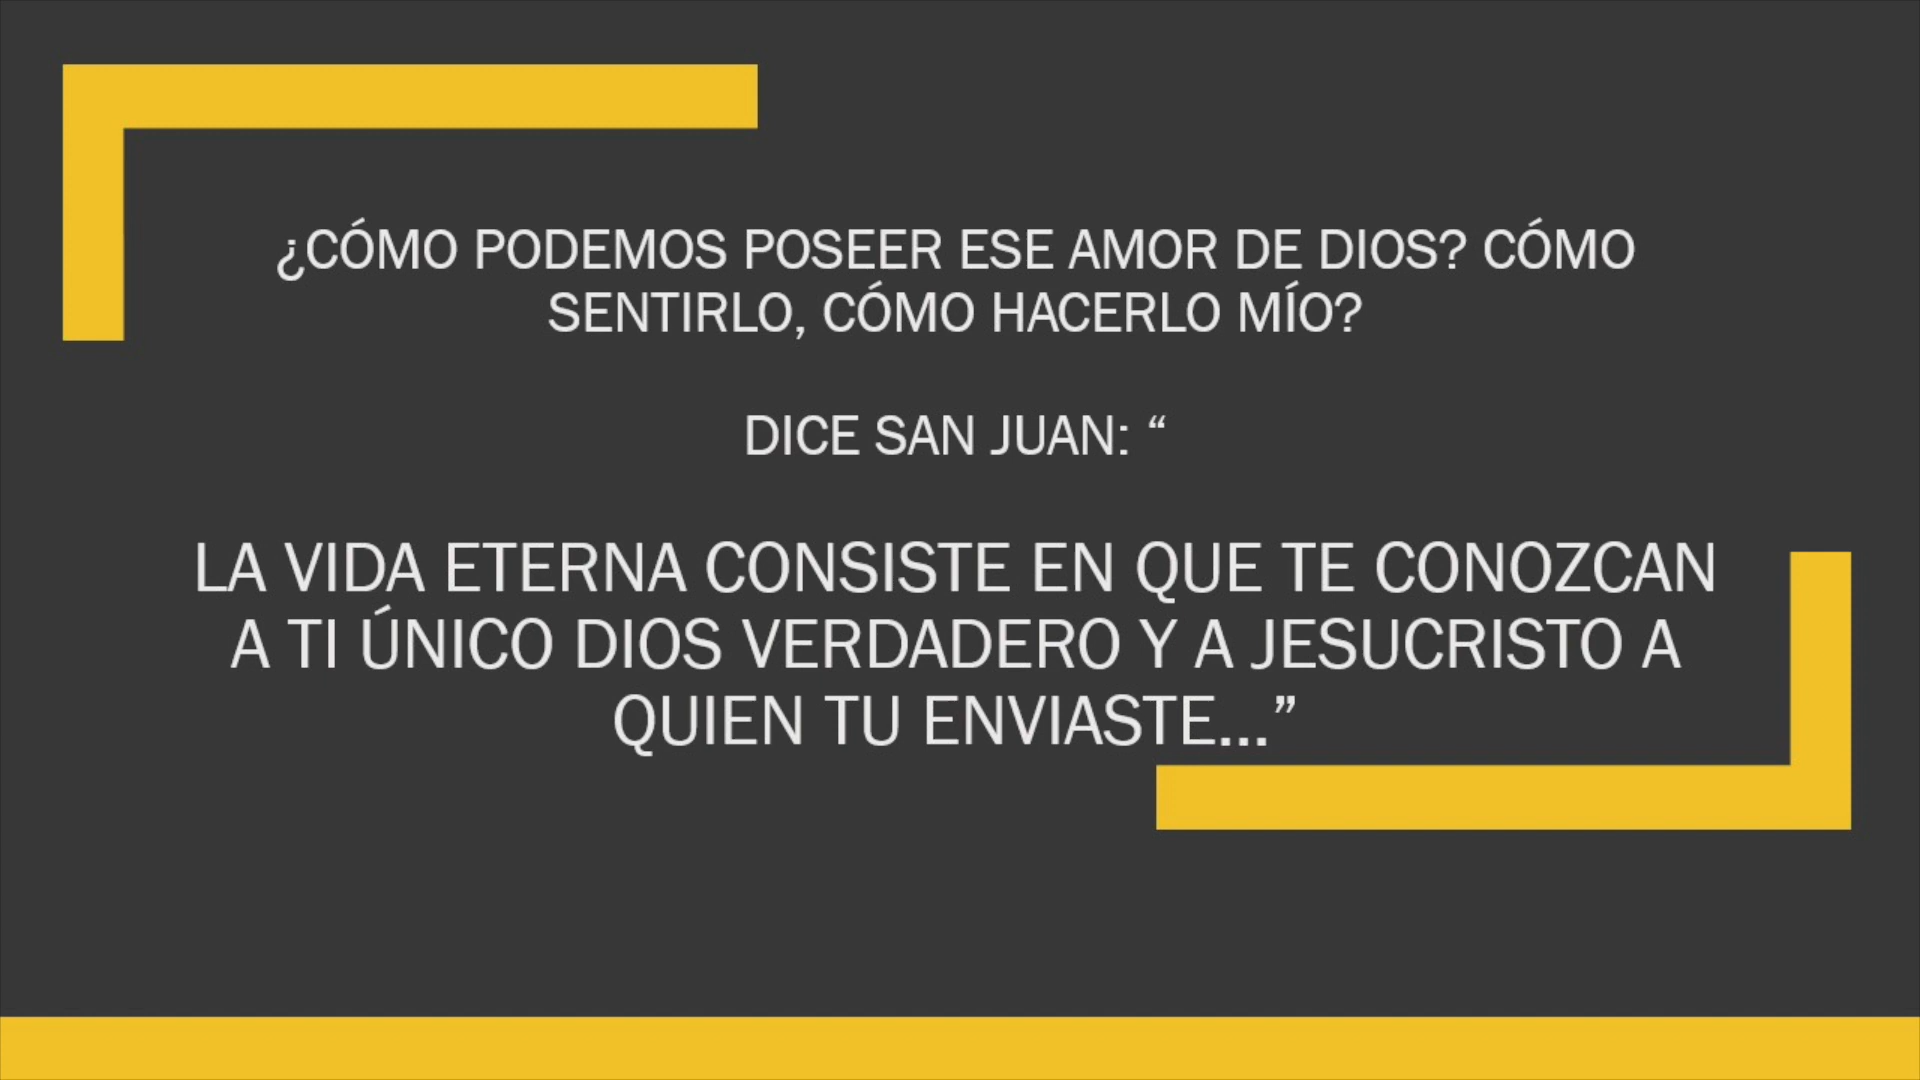 ¿CÓMO PODEMOS POSEER ESE AMOR DE DIOS? CÓMO
SENTIRLO, CÓMO HACERLO MÍO?
DICE SAN JUAN: “
LA VIDA ETERNA CONSISTE EN QUE TE CONOZCAN
A TI ÚNICO DIOS VERDADERO Y A JESUCRISTO A
QUIEN TU ENVIASTE...”